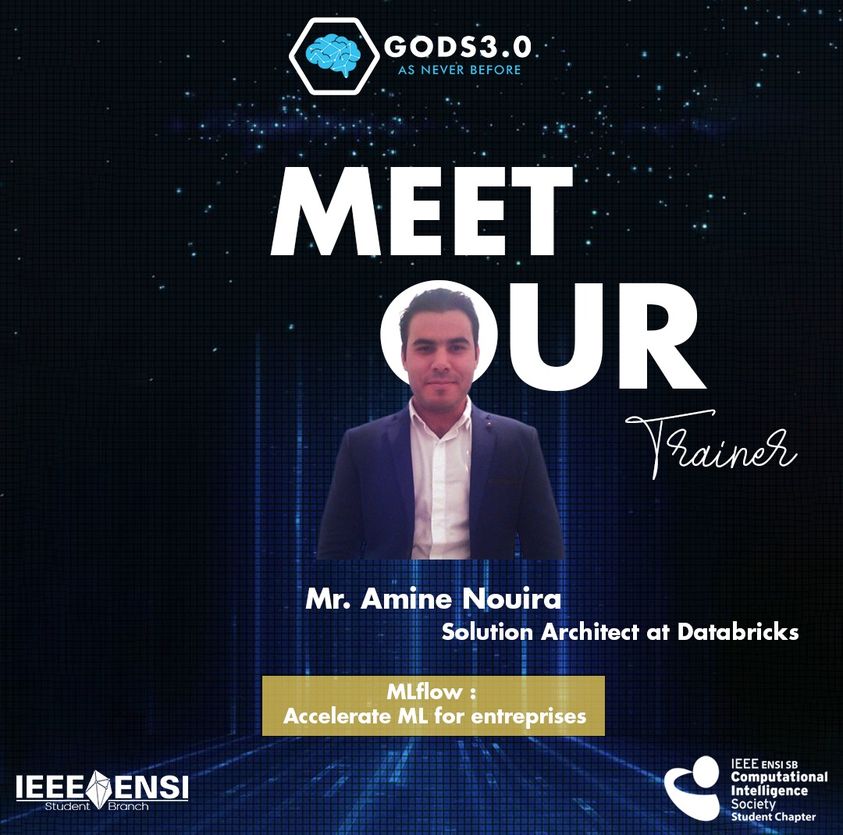 GODS3.0
AS NEVER BEFORE
MEET
OUR
Trainer
Mr. Amine Nouira
Solution Architect at Databricks
MLflow :
Accelerate ML for entreprises
IEEE ENSI
Student Branch
IEEE ENSI SB
Computational
Intelligence
Society
Student Chapter